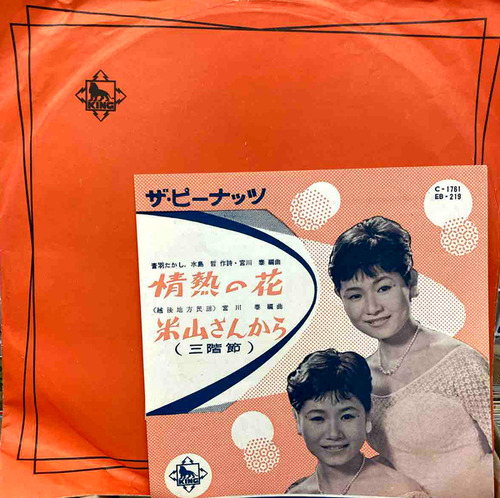 KING
ザ・ピーナッツ
C-1781
EB-219
音羽たかし、水島 哲 作詩・宮川 泰 編曲
情熱の花
(越後地方民謡) 宮川 泰 編曲
米山さんから
(三階節)
KING